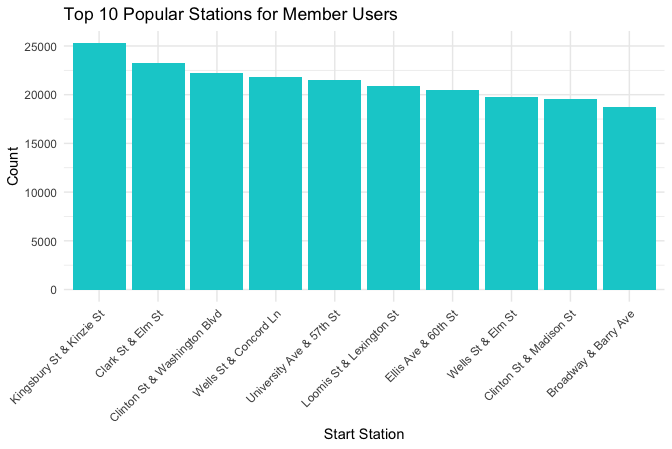 Top 10 Popular Stations for Member Users
Count
25000
20000
15000
10000
5000
0
Kingsbury St & Kinzie St
Clark St & Elm St
Clinton St & Washington Blvd
Wells St & Concord Ln
University Ave & 57th St
Loomis St & Lexington St
Ellis Ave & 60th St
Wells St & Elm St
Clinton St & Madison St
Broadway & Barry Ave
Start Station